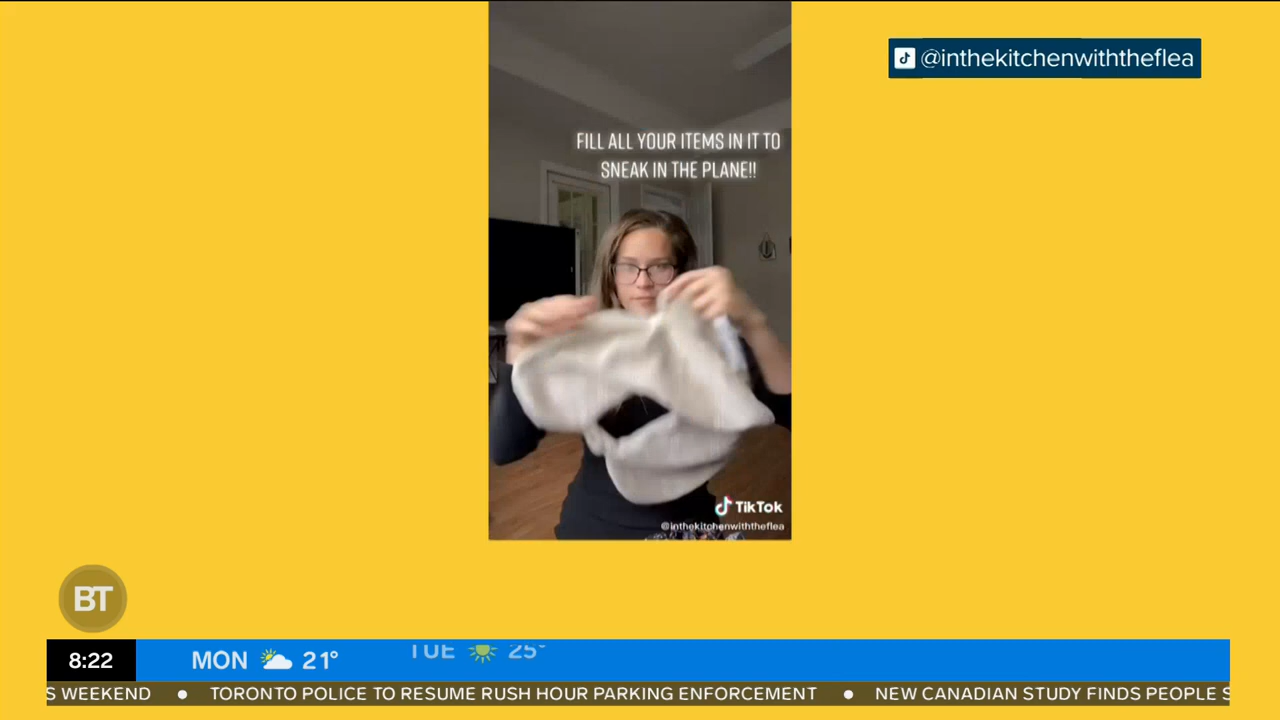 @inthekitchenwiththeflea
FILL ALL YOUR ITEMS IN IT TO
SNEAK IN THE PLANE!!
TikTok
@inthekitchenwiththeflea
BT
8:22
MON 21°
TUE 25°
S WEEKEND • TORONTO POLICE TO RESUME RUSH HOUR PARKING ENFORCEMENT • NEW CANADIAN STUDY FINDS PEOPLE S